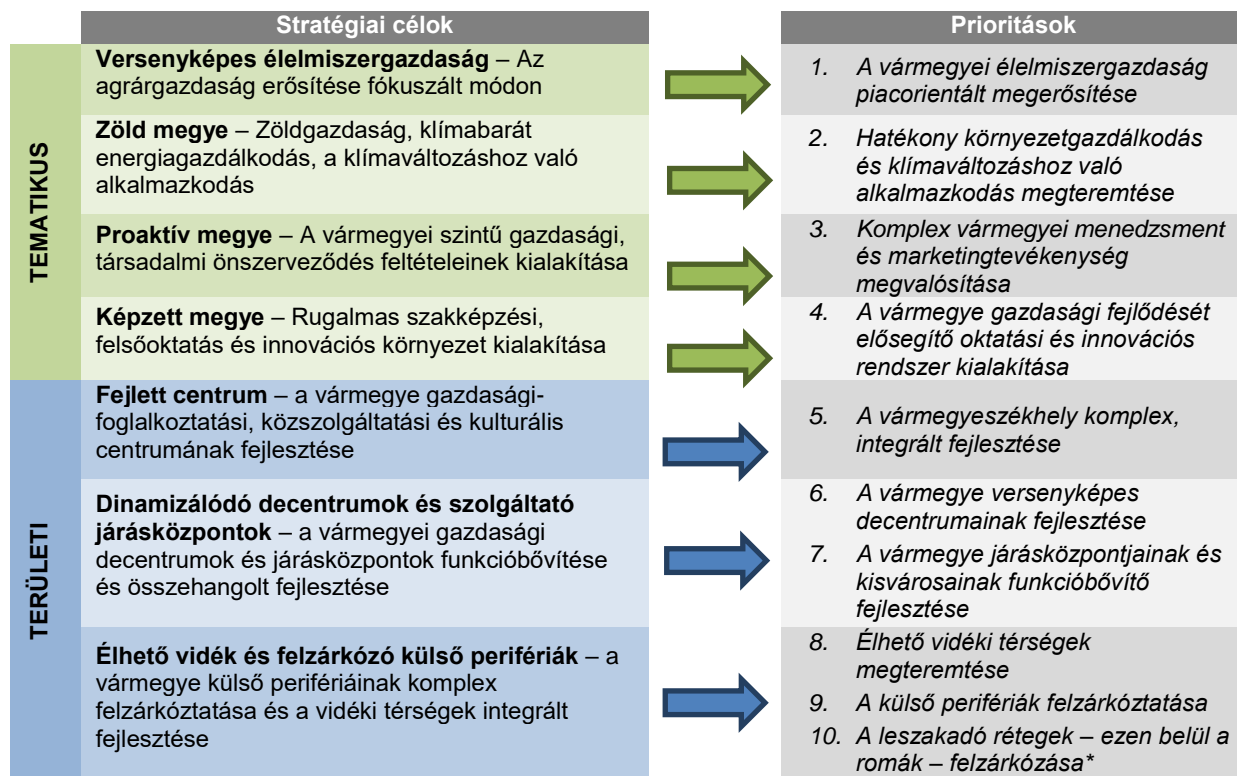 Stratégiai célok
Prioritások
TEMATIKUS
Versenyképes élelmiszergazdaság – Az
agrárgazdaság erősítése fókuszált módon
1. A vármegyei élelmiszergazdaság
piacorientált megerősítése
Zöld megye – Zöldgazdaság, klímabarát
energiagazdálkodás, a klímaváltozáshoz való
alkalmazkodás
2. Hatékony környezetgazdálkodás
és klímaváltozáshoz való
alkalmazkodás megteremtése
Proaktív megye – A vármegyei szintű gazdasági,
társadalmi önszerveződés feltételeinek kialakítása
3. Komplex vármegyei menedzsment
és marketingtevékenység
megvalósítása
Képzett megye – Rugalmas szakképzési,
felsőoktatás és innovációs környezet kialakítása
4. A vármegye gazdasági fejlődését
elősegítő oktatási és innovációs
rendszer kialakítása
TERÜLETI
Fejlett centrum – a vármegye gazdasági-
foglalkoztatási, közszolgáltatási és kulturális
centrumának fejlesztése
5. A vármegyeszékhely komplex,
integrált fejlesztése
Dinamizálódó decentrumok és szolgáltató
járásközpontok – a vármegyei gazdasági
decentrumok és járásközpontok funkcióbővítése
és összehangolt fejlesztése
6. A vármegye versenyképes
decentrumainak fejlesztése
7. A vármegye járásközpontjainak és
kisvárosainak funkcióbővítő
fejlesztése
Élhető vidék és felzárkózó külső perifériák – a
vármegye külső perifériáinak komplex
felzárkóztatása és a vidéki térségek integrált
fejlesztése
8. Élhető vidéki térségek
megteremtése
9. A külső perifériák felzárkóztatása
10. A leszakadó rétegek – ezen belül a
romák – felzárkózása*